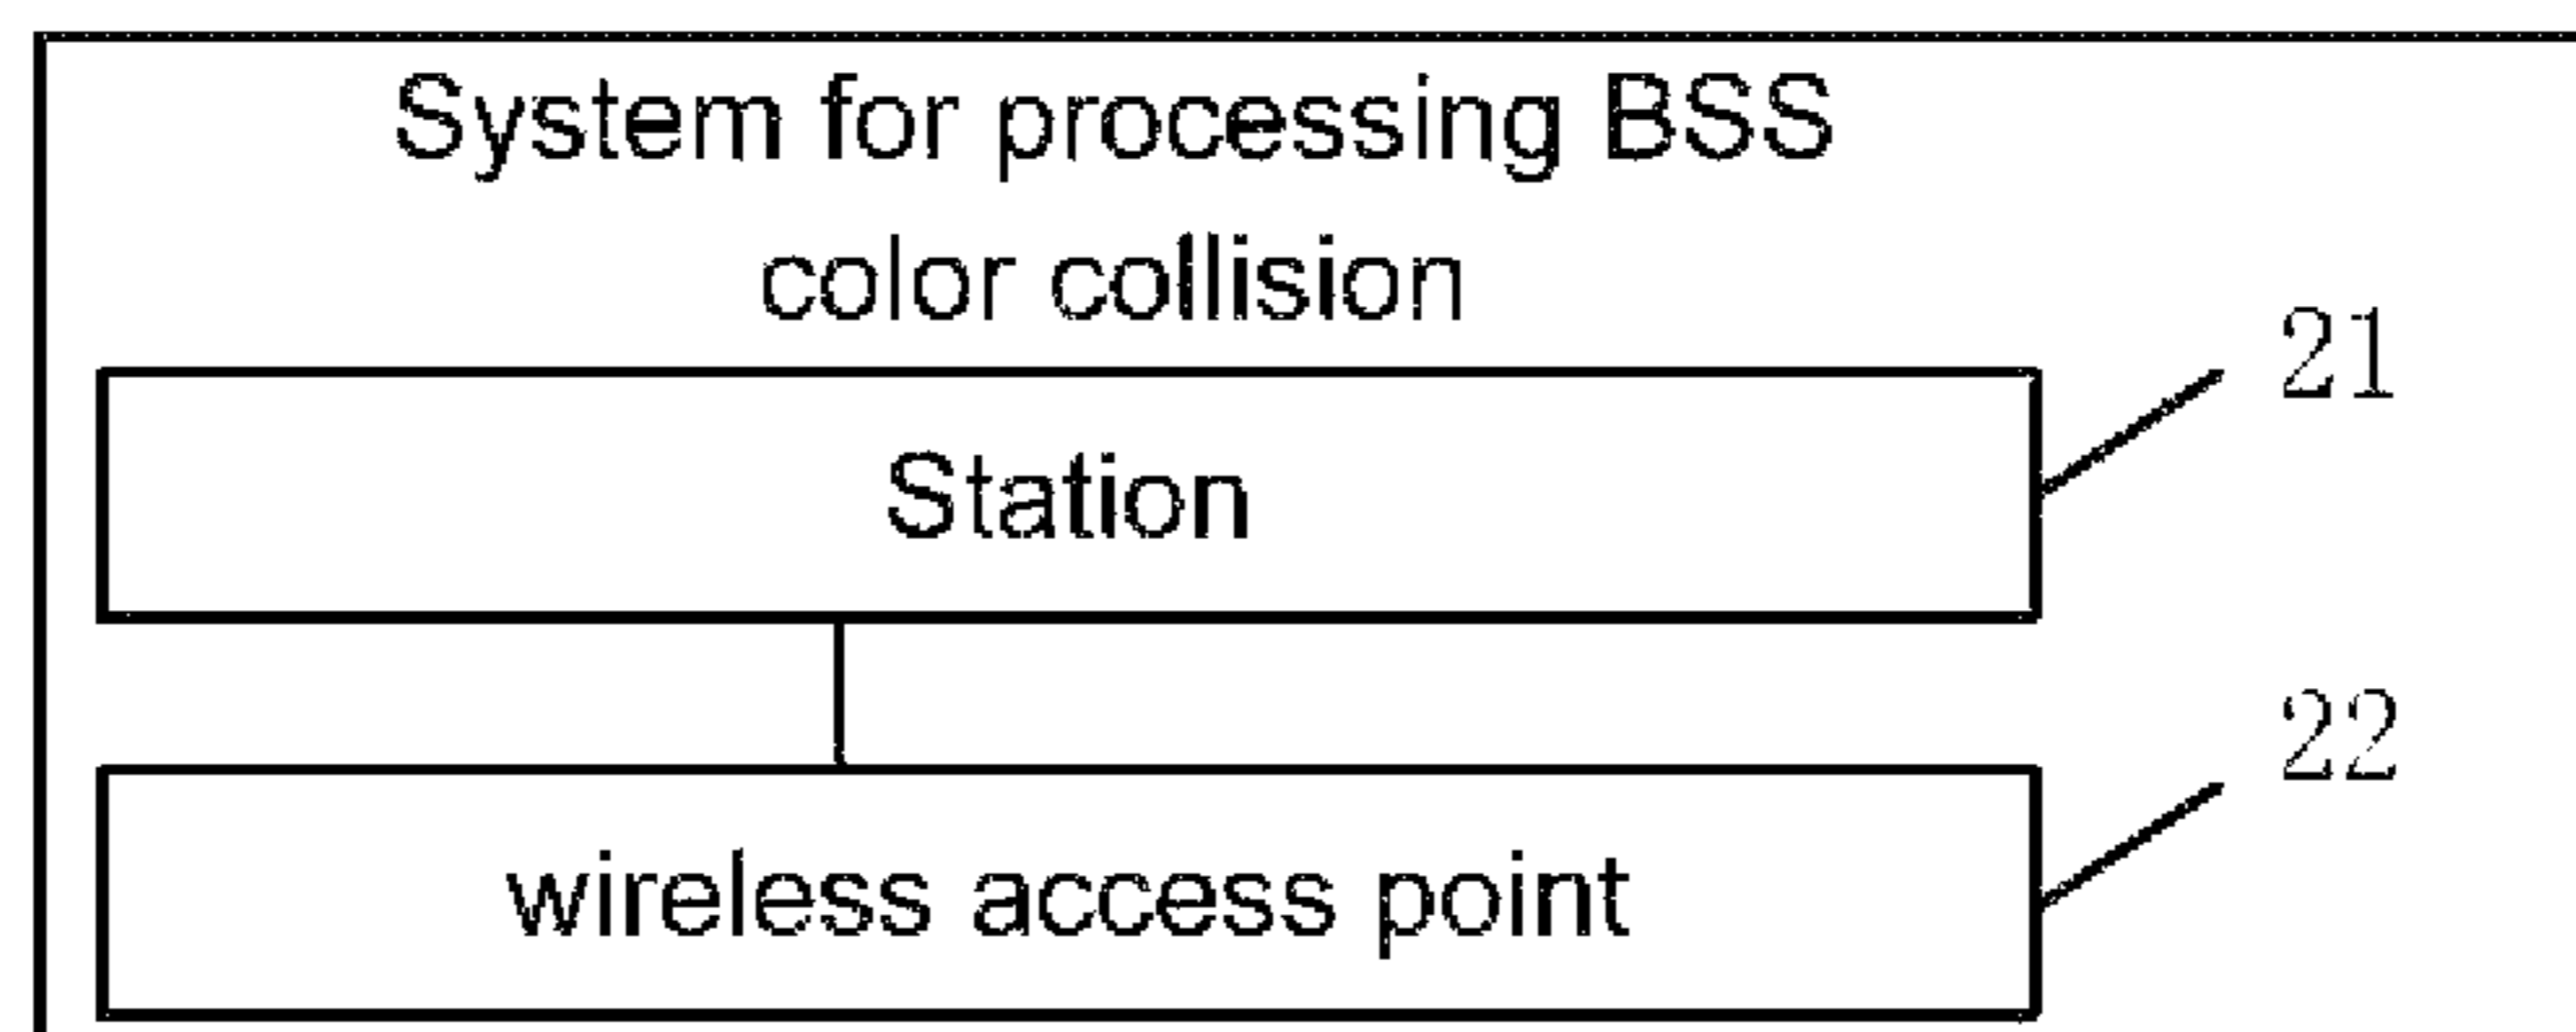 System for processing BSS
color collision
21
Station
22
wireless access point